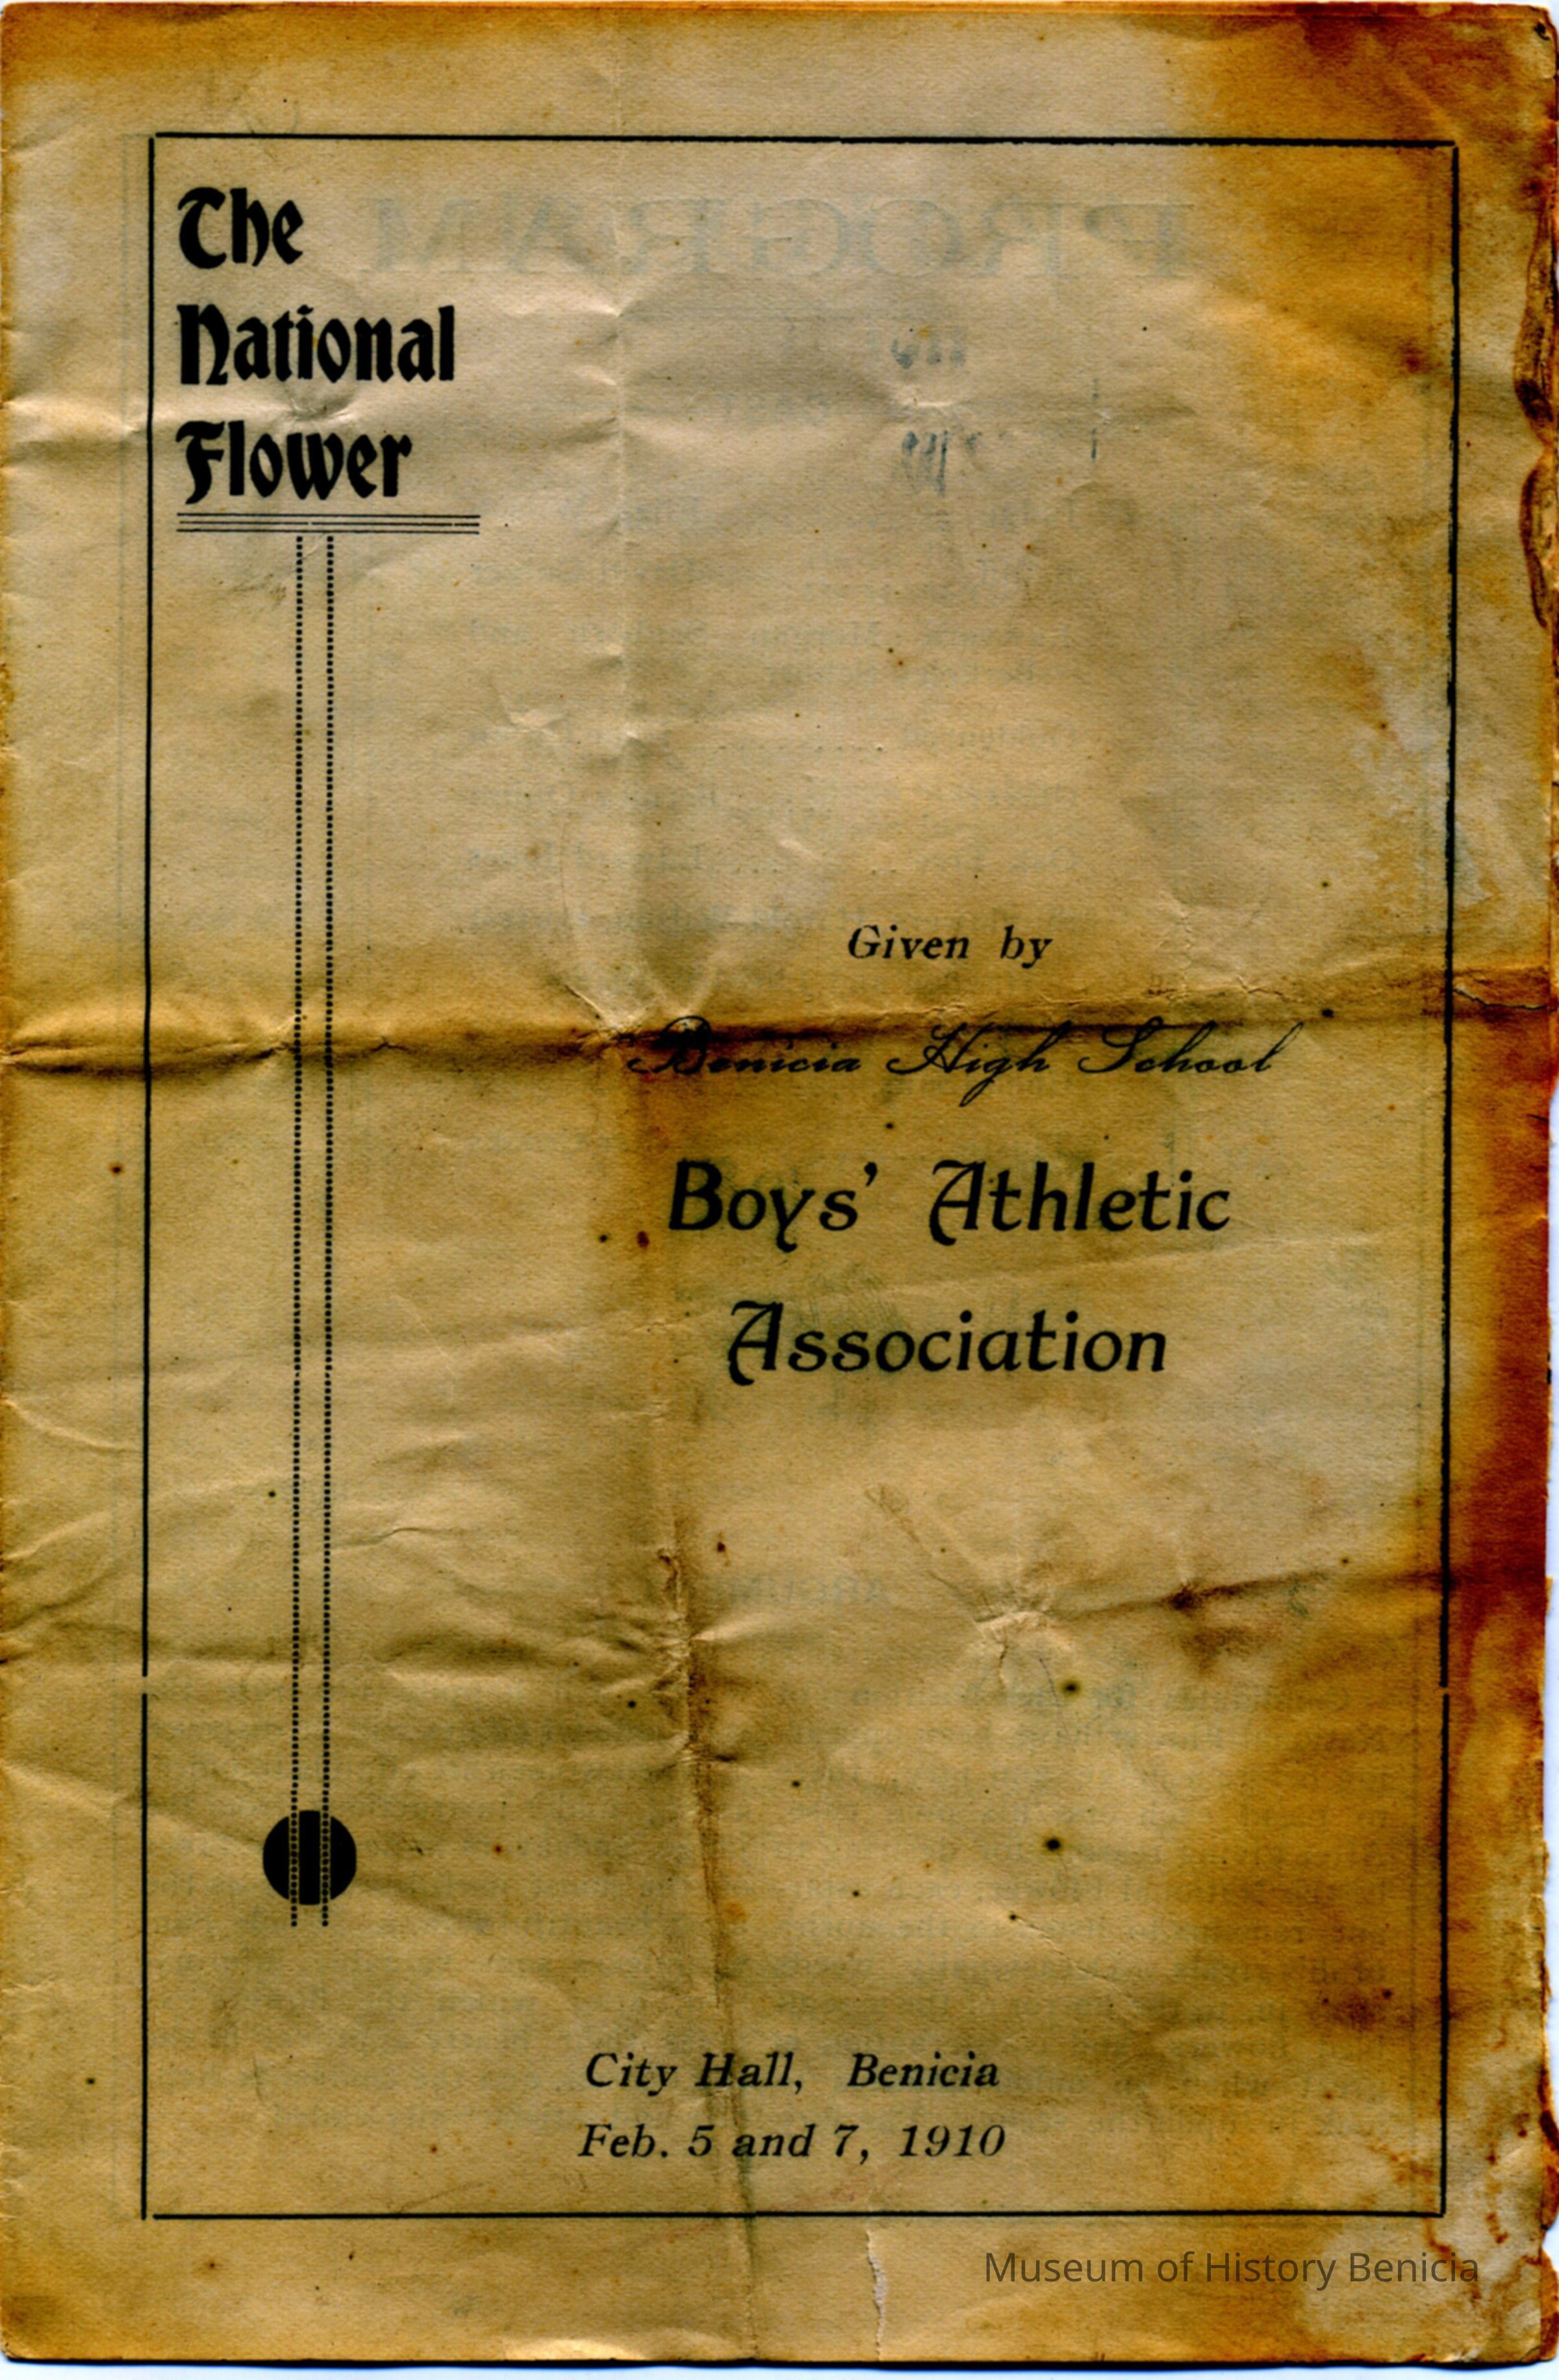 The
National
Flower
Given by
Benicia High School
Boys' Athletic
Association
City Hall, Benicia
Feb. 5 and 7, 1910
Museum of History Benicia
PROGRAM